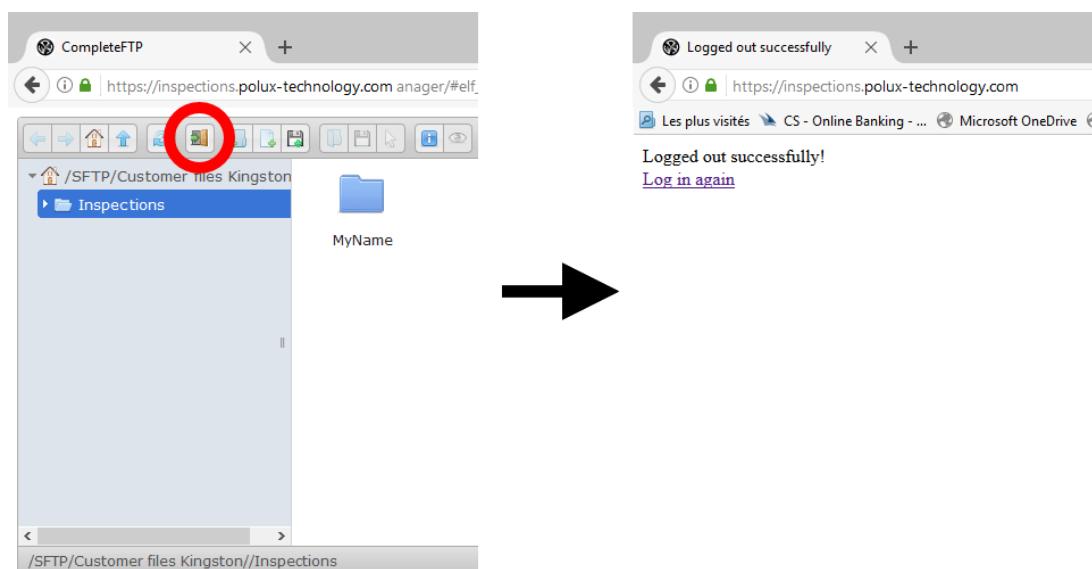 CompleteFTP
https://inspections.polux-technology.com anager/#elf_
/SFTP/Customer files Kingston
Inspections
MyName
/SFTP/Customer files Kingston//Inspections
Logged out successfully
https://inspections.polux-technology.com
Les plus visités CS - Online Banking - ... Microsoft OneDrive
Logged out successfully!
Log in again